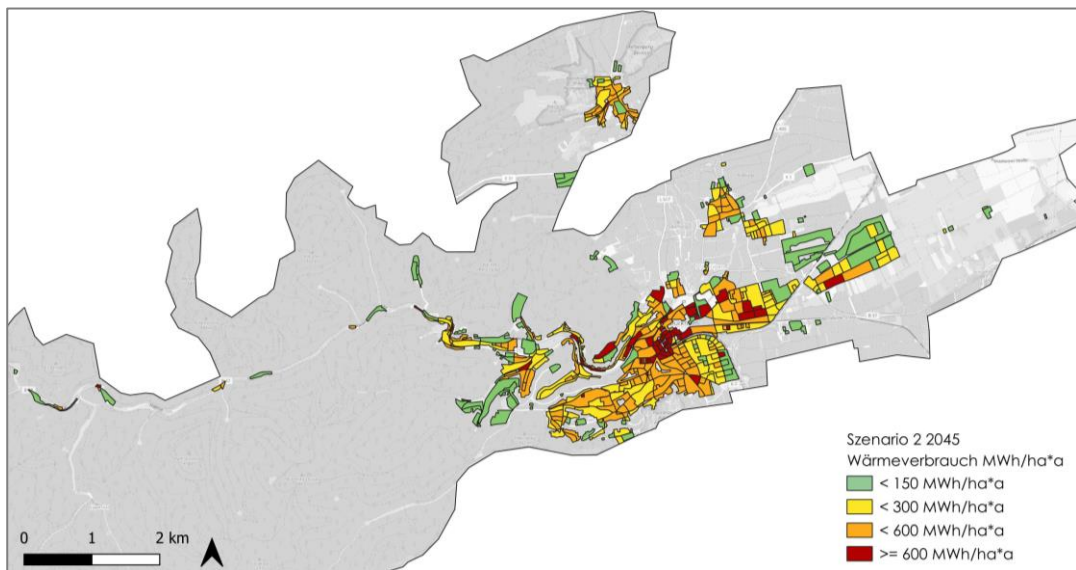 Szenario 2 2045
Wärmeverbrauch MWh/ha*a
< 150 MWh/ha*a
< 300 MWh/ha*a
< 600 MWh/ha*a
>= 600 MWh/ha*a
0 1 2 km